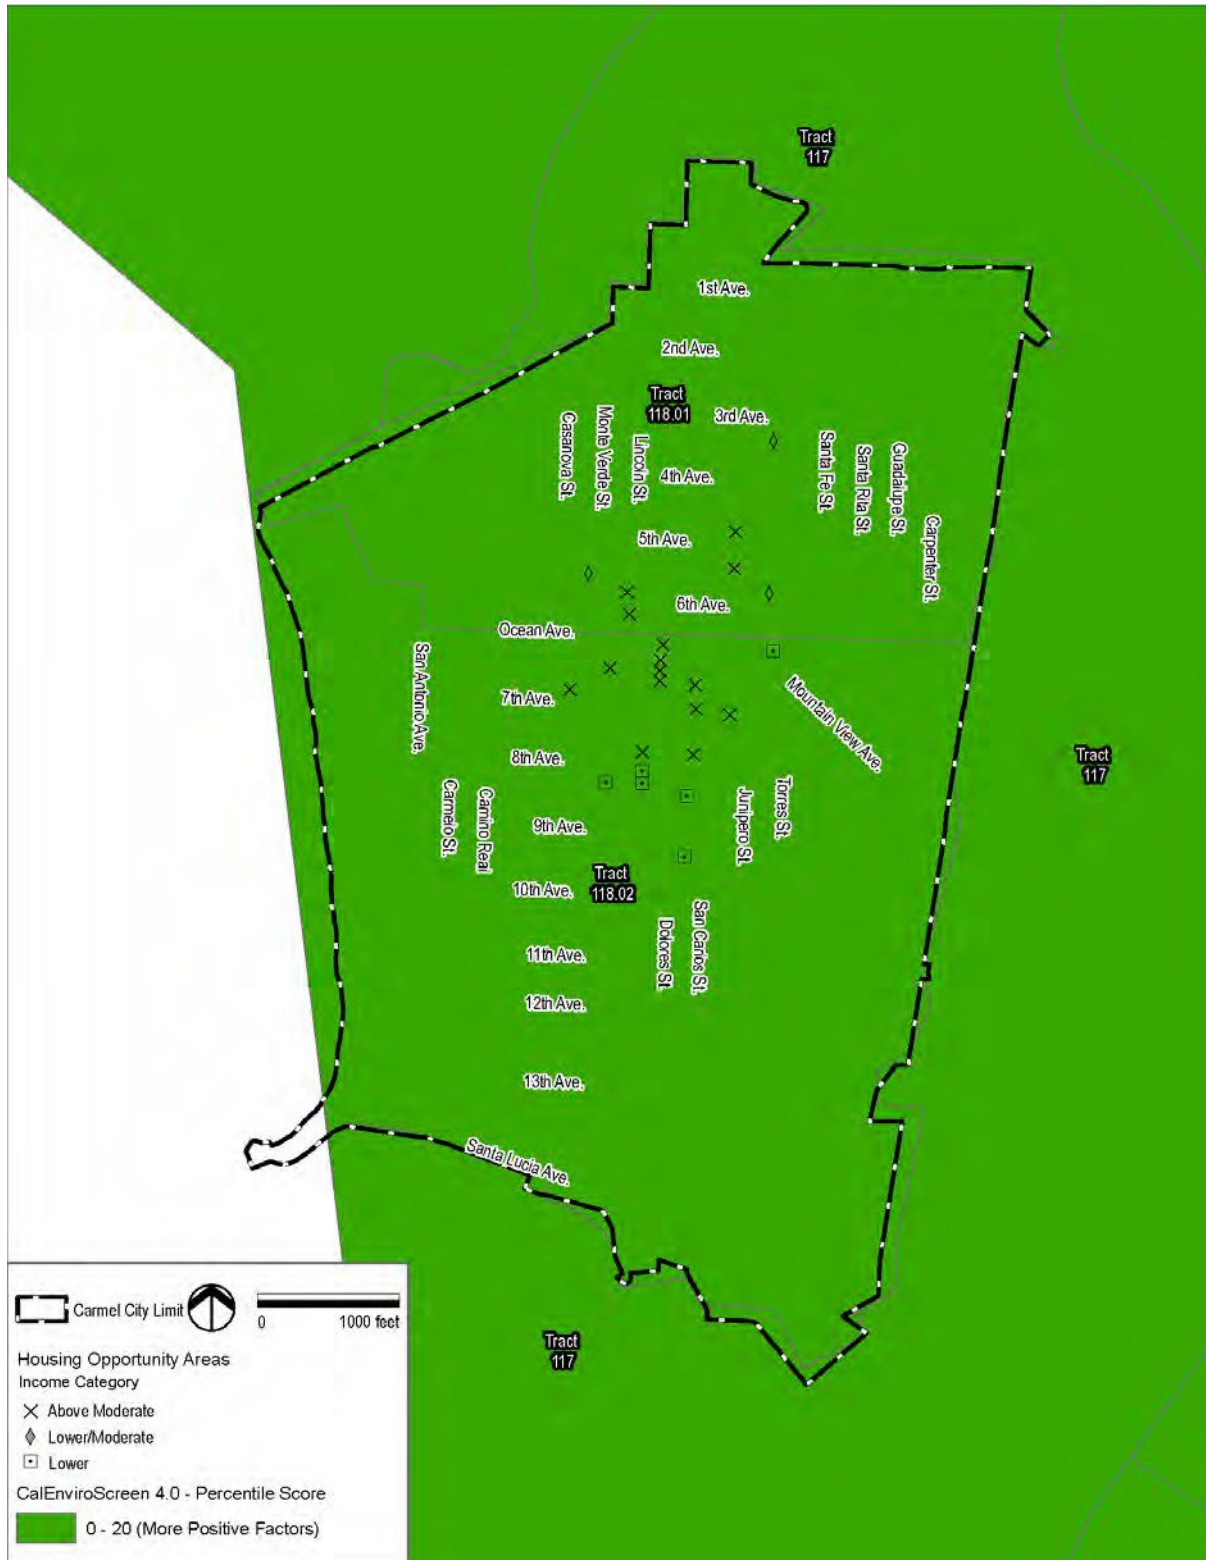 Tract
117
1st Ave.
2nd Ave.
Tract
118.01
3rd Ave.
Casanova St.
Monte Verde St.
Lincoln St.
4th Ave.
Santa Fe St.
Santa Rita St.
Guadalupe St.
Carpenter St.
5th Ave.
6th Ave.
Ocean Ave.
San Antonio Ave.
7th Ave.
Mountain View Ave.
8th Ave.
Tract
117
Carmelo St.
Camino Real
Junipero St.
Torres St.
9th Ave.
Tract
118.02
10th Ave.
Dolores St.
San Carlos St.
11th Ave.
12th Ave.
13th Ave.
Santa Lucia Ave.
Tract
117
Carmel City Limit
0 1000 feet
Housing Opportunity Areas
Income Category
Above Moderate
Lower/Moderate
Lower
CalEnviroScreen 4.0 - Percentile Score
0 - 20 (More Positive Factors)